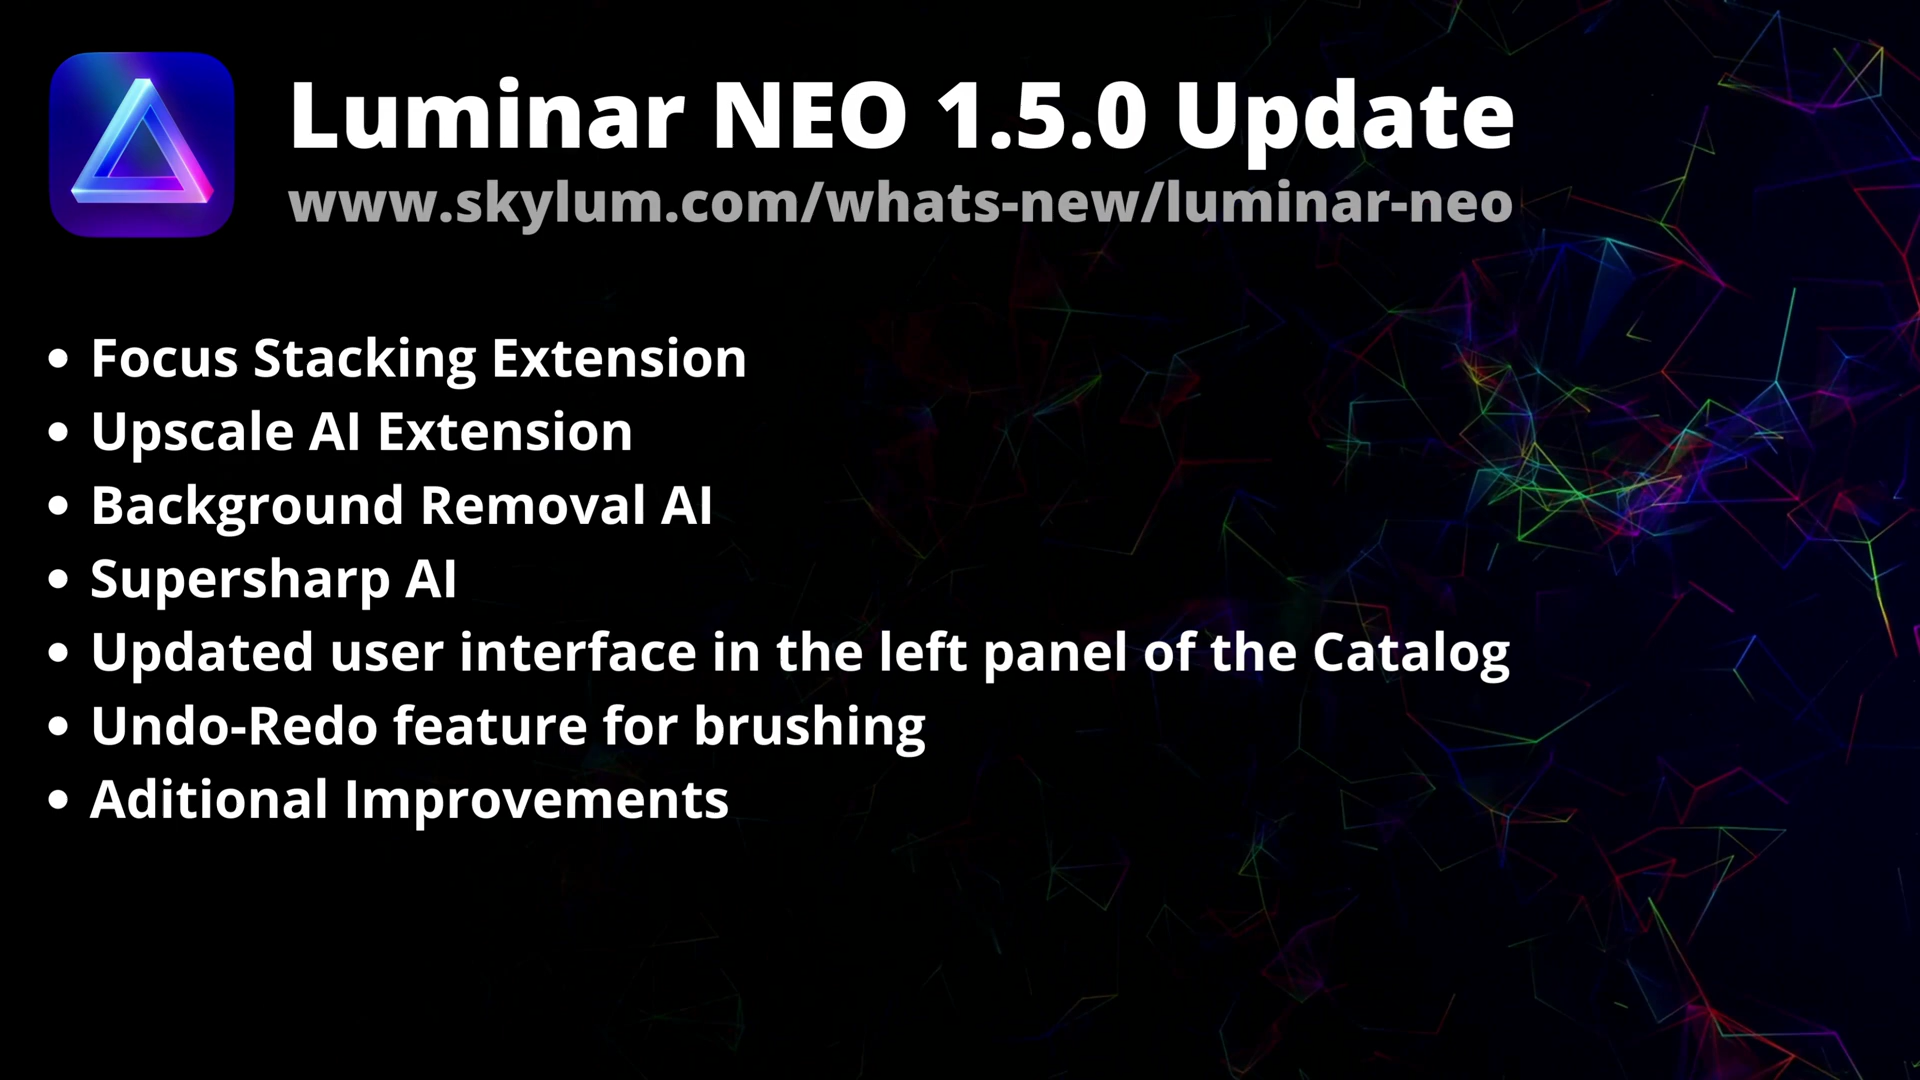 Luminar NEO 1.5.0 Update
www.skylum.com/whats-new/luminar-neo
• Focus Stacking Extension
• Upscale AI Extension
• Background Removal AI
• Supersharp AI
• Updated user interface in the left panel of the Catalog
• Undo-Redo feature for brushing
• Aditional Improvements